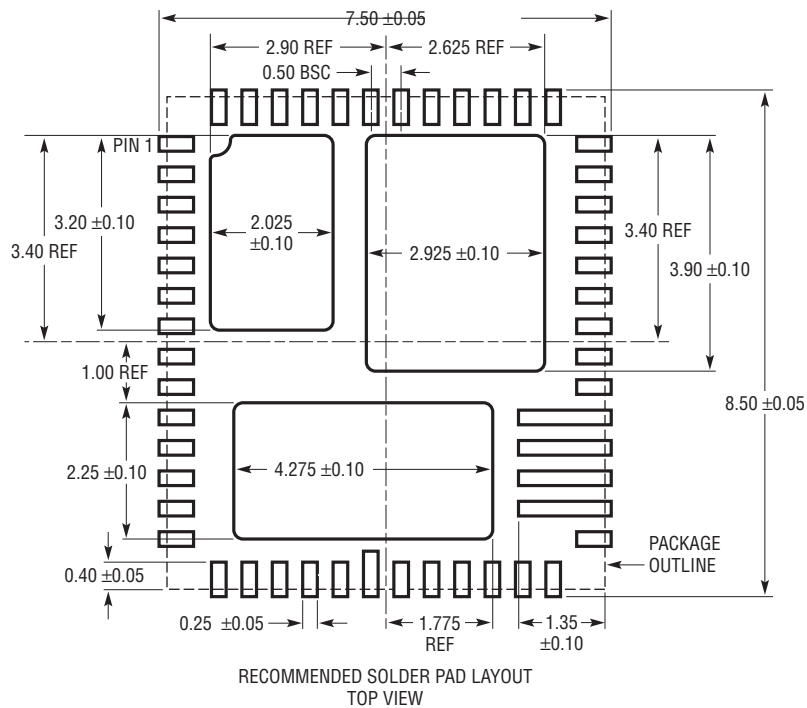 7.50 ±0.05
2.90 REF
2.625 REF
0.50 BSC
PIN 1
3.20 ±0.10
3.40 REF
2.025
±0.10
2.925 ±0.10
3.40 REF
3.90 ±0.10
1.00 REF
8.50 ±0.05
2.25 ±0.10
4.275 ±0.10
PACKAGE
OUTLINE
0.40 ±0.05
0.25 ±0.05
1.775
REF
1.35
±0.10
RECOMMENDED SOLDER PAD LAYOUT
TOP VIEW